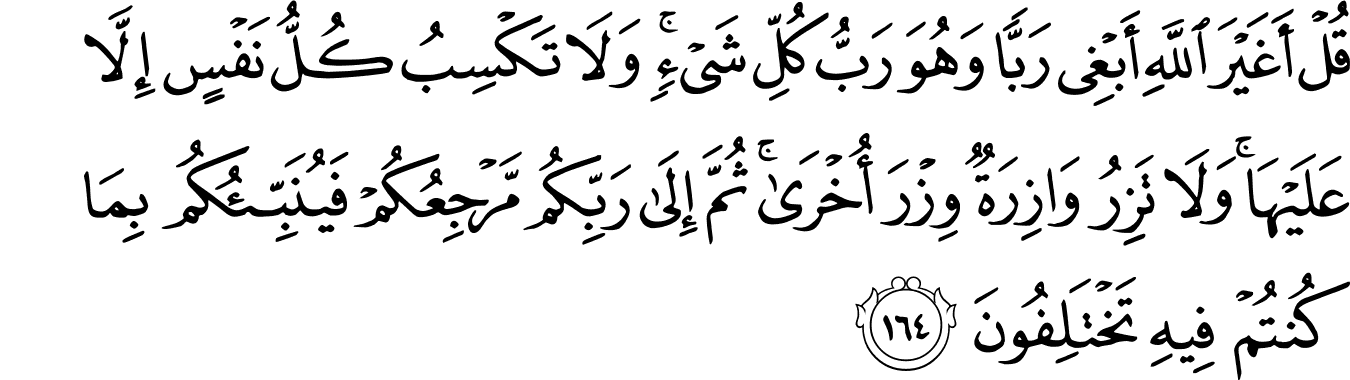 قُلْ أَغَيْرَ ٱللَّهِ أَبْغِى رَبًّا وَهُوَ رَبُّ كُلِّ شَىْءٍ ۚ وَلَا تَكْسِبُ كُلُّ نَفْسٍ إِلَّا
عَلَيْهَا ۚ وَلَا تَزِرُ وَازِرَةٌ وِزْرَ أُخْرَىٰ ۚ ثُمَّ إِلَىٰ رَبِّكُم مَّرْجِعُكُمْ فَيُنَبِّئُكُم بِمَا
كُنتُمْ فِيهِ تَخْتَلِفُونَ ١٦٤